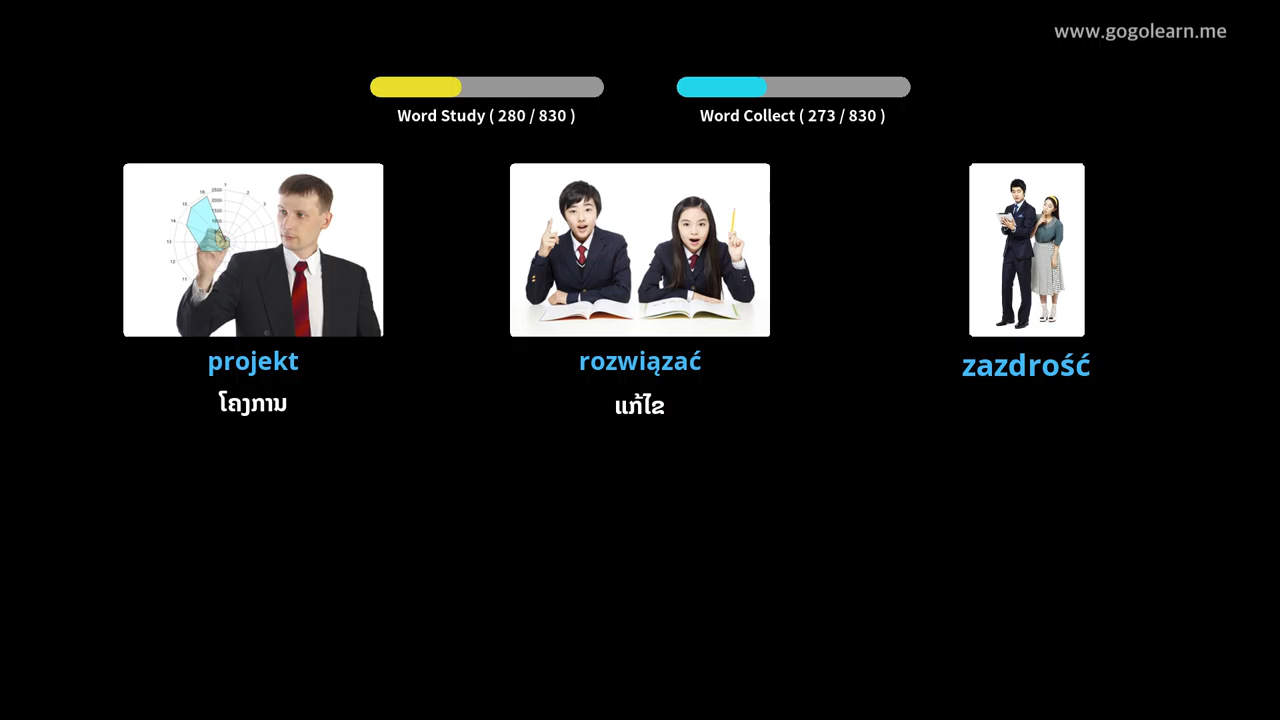 www.gogolearn.me
Word Study ( 280 / 830 )
Word Collect ( 273 / 830 )
projekt
rozwiązać
zazdrość
ໂຄງການ
ແກ້ໄຂ